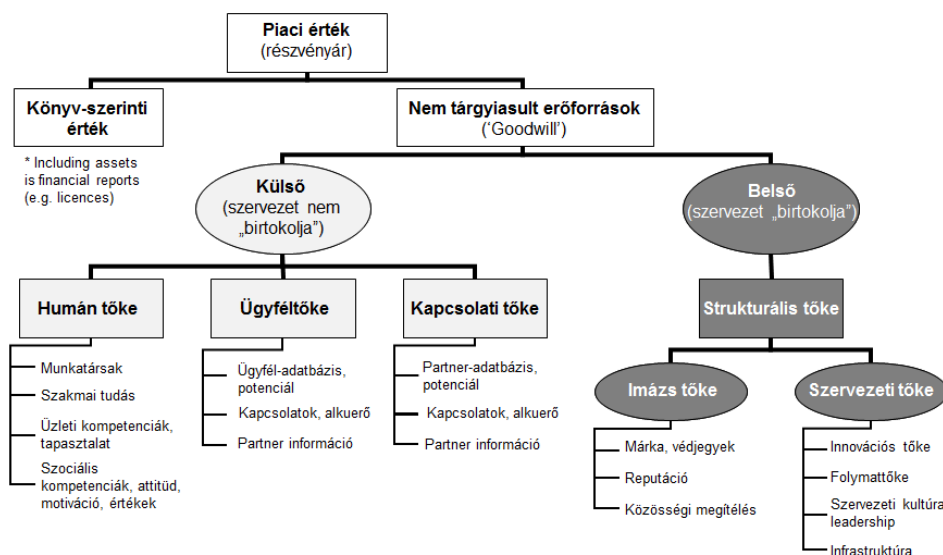 Piaci érték
(részvényár)
Könyv-szerinti
érték
Nem tárgyiasult erőforrások
('Goodwill')
* Including assets
is financial reports
(e.g. licences)
Külső
(szervezet nem
„birtokolja”)
Belső
(szervezet „birtokolja”)
Humán tőke
Ügyféltőke
Kapcsolati tőke
Strukturális tőke
Munkatársak
Szakmai tudás
Üzleti kompetenciák,
tapasztalat
Szociális
kompetenciák, attitüd,
motiváció, értékek
Ügyfél-adatbázis,
potenciál
Kapcsolatok, alkuerő
Partner információ
Partner-adatbázis,
potenciál
Kapcsolatok, alkuerő
Partner információ
Imázs tőke
Szervezeti tőke
Márka, védjegyek
Reputáció
Közösségi megítélés
Innovációs tőke
Folymattőke
Szervezeti kultúra
leadership
Infrastruktúra